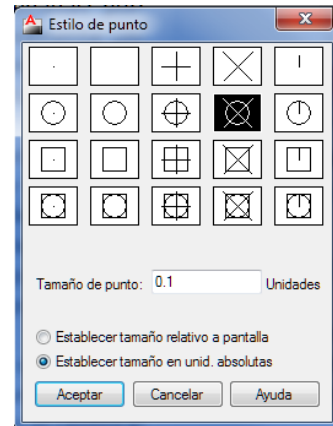 Estilo de punto
Tamaño de punto: 0.1 Unidades
Establecer tamaño relativo a pantalla
Establecer tamaño en unid. absolutas
Aceptar Cancelar Ayuda